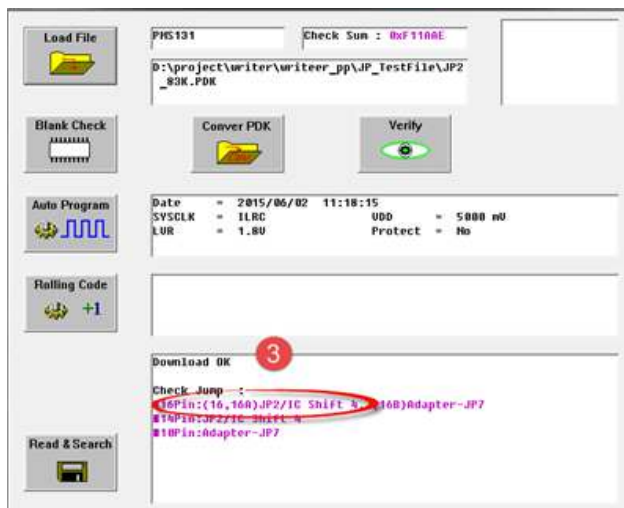 Load File
PMS131
Check Sum : 0xF110AE
D:\project\writer\writeer_pp\JP_TestFile\JP2
_83K.PDK
Blank Check
Conver PDK
Verify
Auto Program
Date = 2015/06/02 11:18:15
SYSCLK = ILRC VDD = 5000 mV
LVR = 1.8V Protect = No
Rolling Code
+1
Download OK
3
Check Jump :
16Pin:(16,16A)JP2/IC Shift 4, (16B)Adapter-JP7
14Pin:JP2/IC Shift 4
10Pin:Adapter-JP7
Read & Search